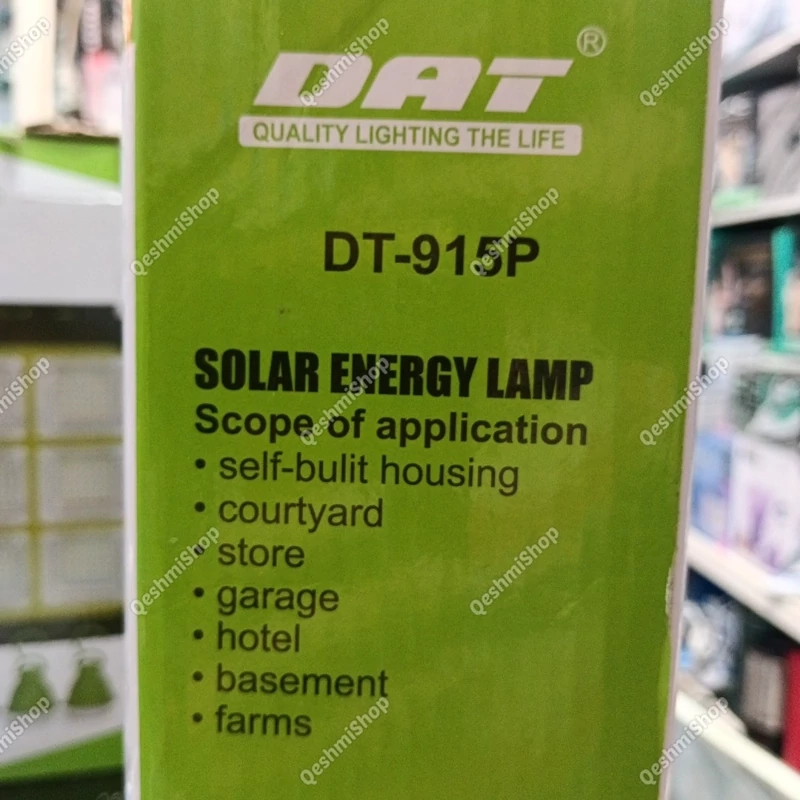 DAT®
QUALITY LIGHTING THE LIFE
DT-915P
SOLAR ENERGY LAMP
Scope of application
• self-bulit housing
• courtyard
• store
• garage
• hotel
• basement
• farms
QeshmiShop